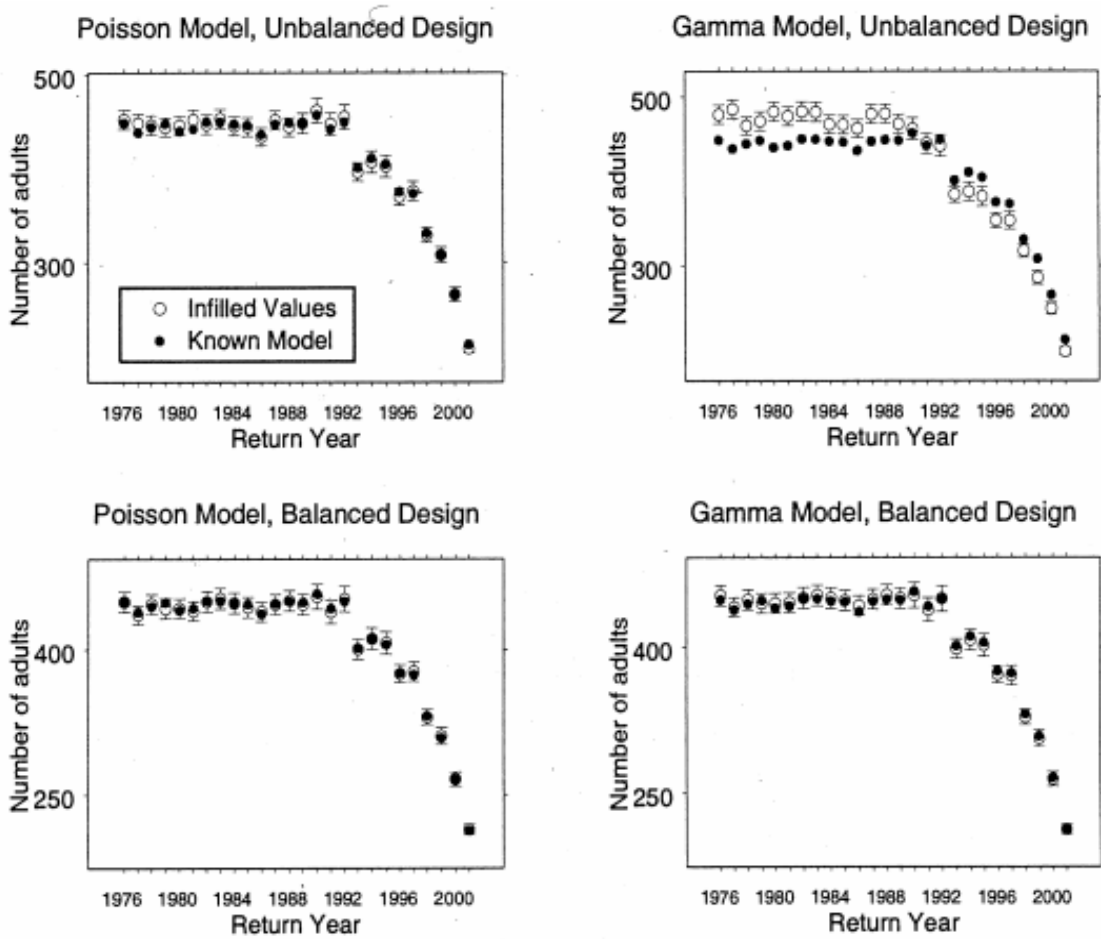 Poisson Model, Unbalanced Design
500
300
Number of adults
Infilled Values
Known Model
1976 1980 1984 1988 1992 1996 2000
Return Year
Gamma Model, Unbalanced Design
500
300
Number of adults
1976 1980 1984 1988 1992 1996 2000
Return Year
Poisson Model, Balanced Design
400
250
Number of adults
1976 1980 1984 1988 1992 1996 2000
Return Year
Gamma Model, Balanced Design
400
250
Number of adults
1976 1980 1984 1988 1992 1996 2000
Return Year